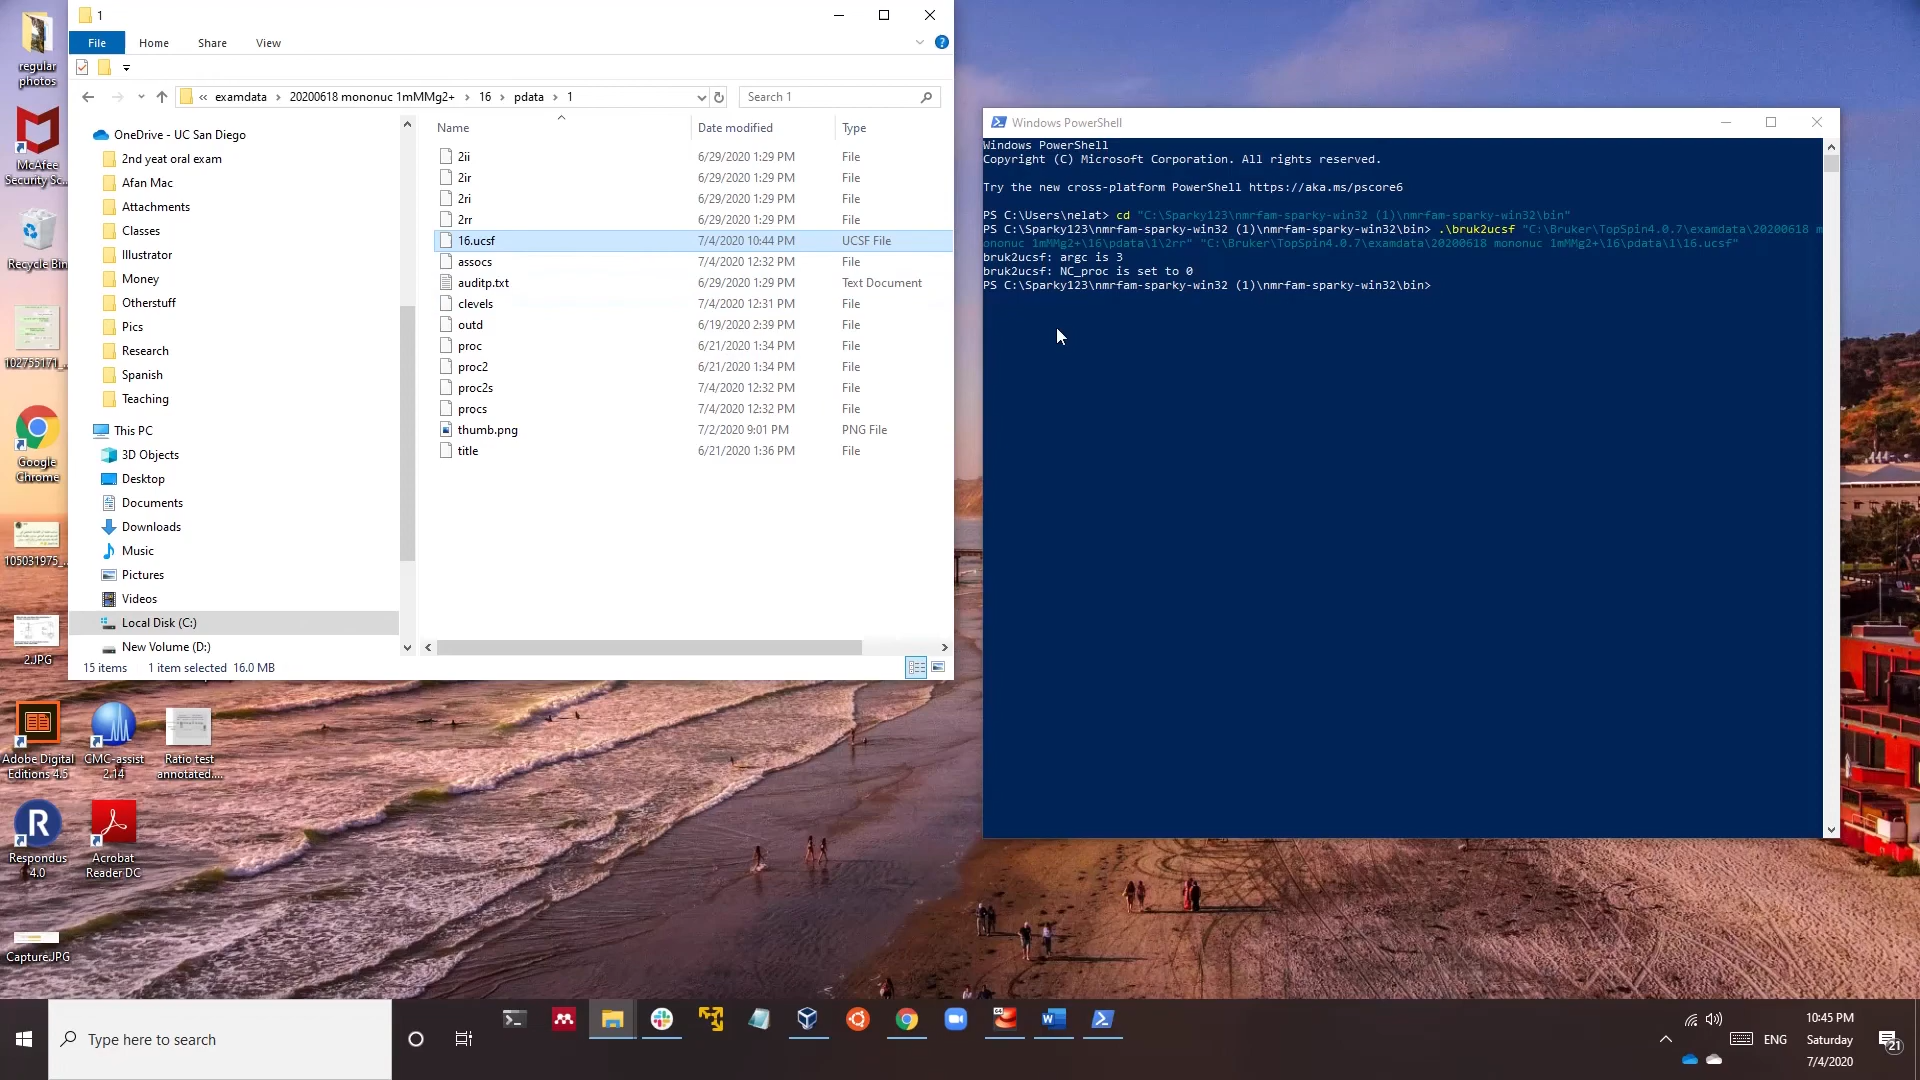 regular
photos
McAfee
Security Sc...
Recycle Bin
102755171_...
Google
Chrome
105031975_...
2.JPG
Adobe Digital
Editions 4.5
CMC-assist
2.14
Ratio test
annotated....
Respondus
4.0
Acrobat
Reader DC
Capture.JPG
1
File Home Share View
« examdata › 20200618 mononuc 1mMMg2+ › 16 › pdata › 1
Search 1
OneDrive - UC San Diego
2nd yeat oral exam
Afan Mac
Attachments
Classes
Illustrator
Money
Otherstuff
Pics
Research
Spanish
Teaching
This PC
3D Objects
Desktop
Documents
Downloads
Music
Pictures
Videos
Local Disk (C:)
New Volume (D:)
Name Date modified Type
2ii 6/29/2020 1:29 PM File
2ir 6/29/2020 1:29 PM File
2ri 6/29/2020 1:29 PM File
2rr 6/29/2020 1:29 PM File
16.ucsf 7/4/2020 10:44 PM UCSF File
assocs 7/4/2020 12:32 PM File
auditp.txt 6/29/2020 1:29 PM Text Document
clevels 7/4/2020 12:31 PM File
outd 6/19/2020 2:39 PM File
proc 6/21/2020 1:34 PM File
proc2 6/21/2020 1:34 PM File
proc2s 7/4/2020 12:32 PM File
procs 7/4/2020 12:32 PM File
thumb.png 7/2/2020 9:01 PM PNG File
title 6/21/2020 1:36 PM File
15 items 1 item selected 16.0 MB
Windows PowerShell
Windows PowerShell
Copyright (C) Microsoft Corporation. All rights reserved.
Try the new cross-platform PowerShell https://aka.ms/pscore6
PS C:\Users\nelat> cd "C:\Sparky123\nmrfam-sparky-win32 (1)\nmrfam-sparky-win32\bin"
PS C:\Sparky123\nmrfam-sparky-win32 (1)\nmrfam-sparky-win32\bin> .\bruk2ucsf "C:\Bruker\TopSpin4.0.7\examdata\20200618 m
ononuc 1mMMg2+\16\pdata\1\2rr" "C:\Bruker\TopSpin4.0.7\examdata\20200618 mononuc 1mMMg2+\16\pdata\1\16.ucsf"
bruk2ucsf: argc is 3
bruk2ucsf: NC_proc is set to 0
PS C:\Sparky123\nmrfam-sparky-win32 (1)\nmrfam-sparky-win32\bin>
Type here to search
ENG
10:45 PM
Saturday
7/4/2020
21